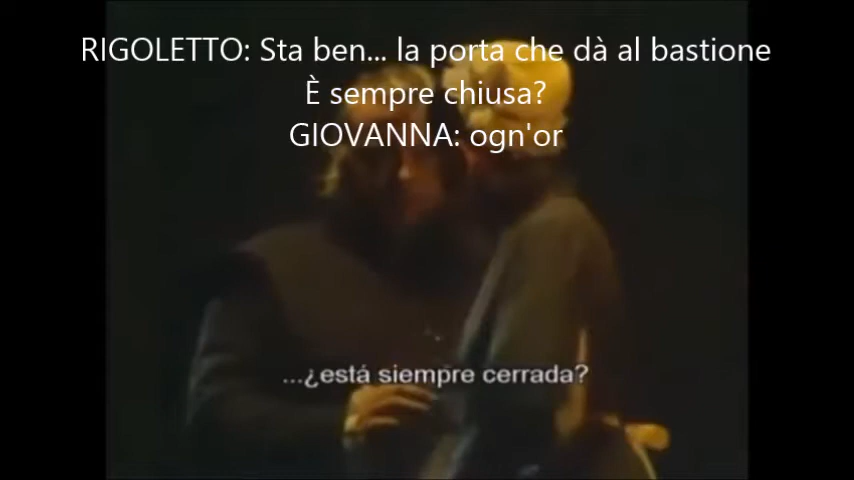 RIGOLETTO: Sta ben... la porta che dà al bastione
È sempre chiusa?
GIOVANNA: ogn'or
...¿está siempre cerrada?